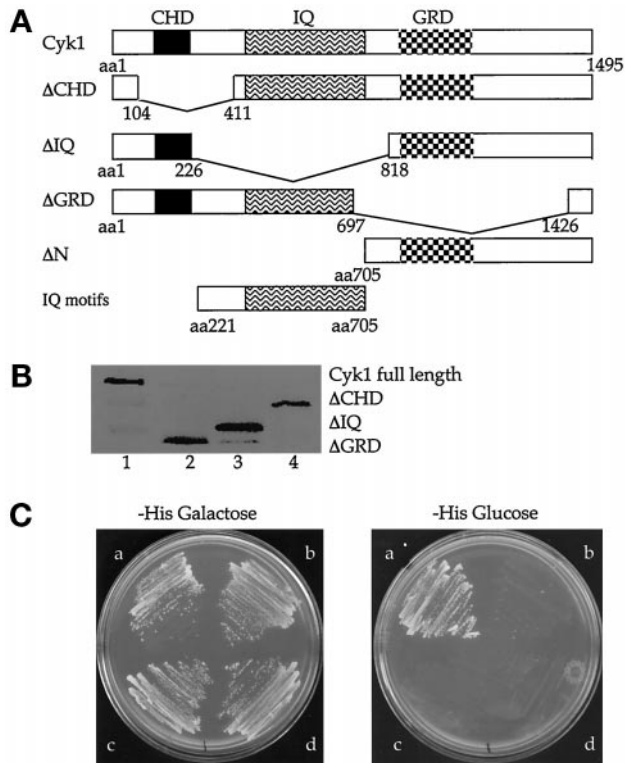 A
CHD IQ GRD
Cyk1
aa1 1495
ΔCHD
104 411
ΔIQ
aa1 226 818
ΔGRD
aa1 697 1426
ΔN
aa705
IQ motifs
aa221 aa705
B
Cyk1 full length
ΔCHD
ΔIQ
ΔGRD
1 2 3 4
C
-His Galactose -His Glucose
a b a b
c d c d